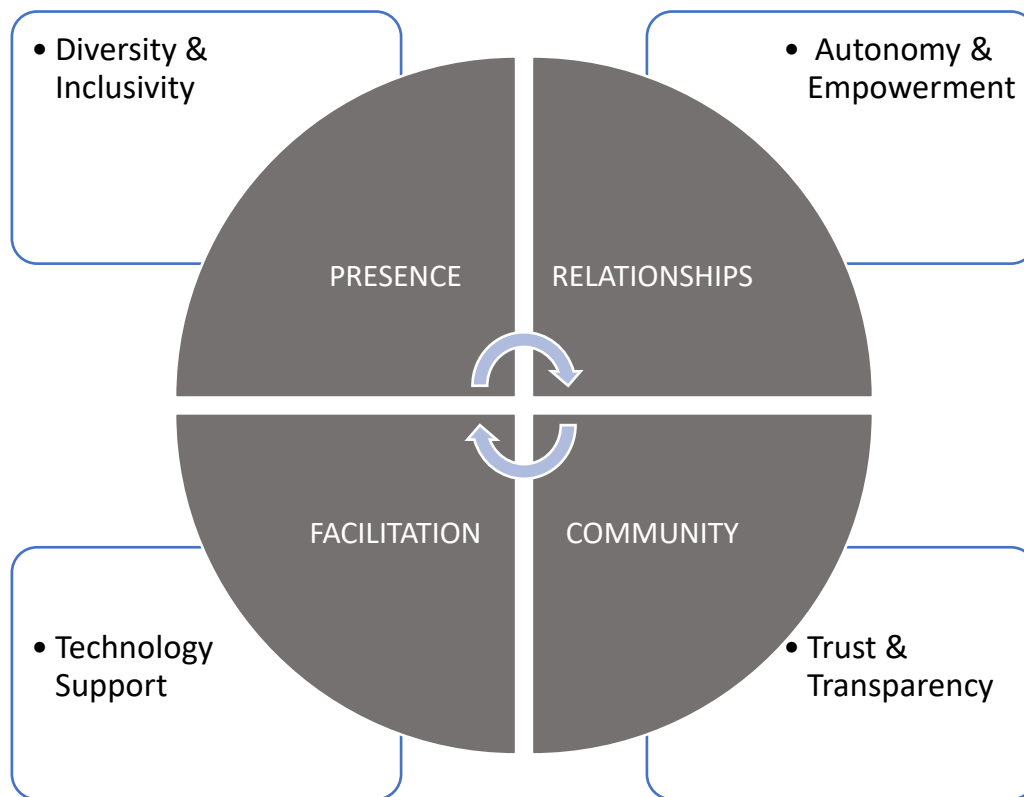 • Diversity &
Inclusivity
• Autonomy &
Empowerment
PRESENCE
RELATIONSHIPS
FACILITATION
COMMUNITY
• Technology
Support
• Trust &
Transparency